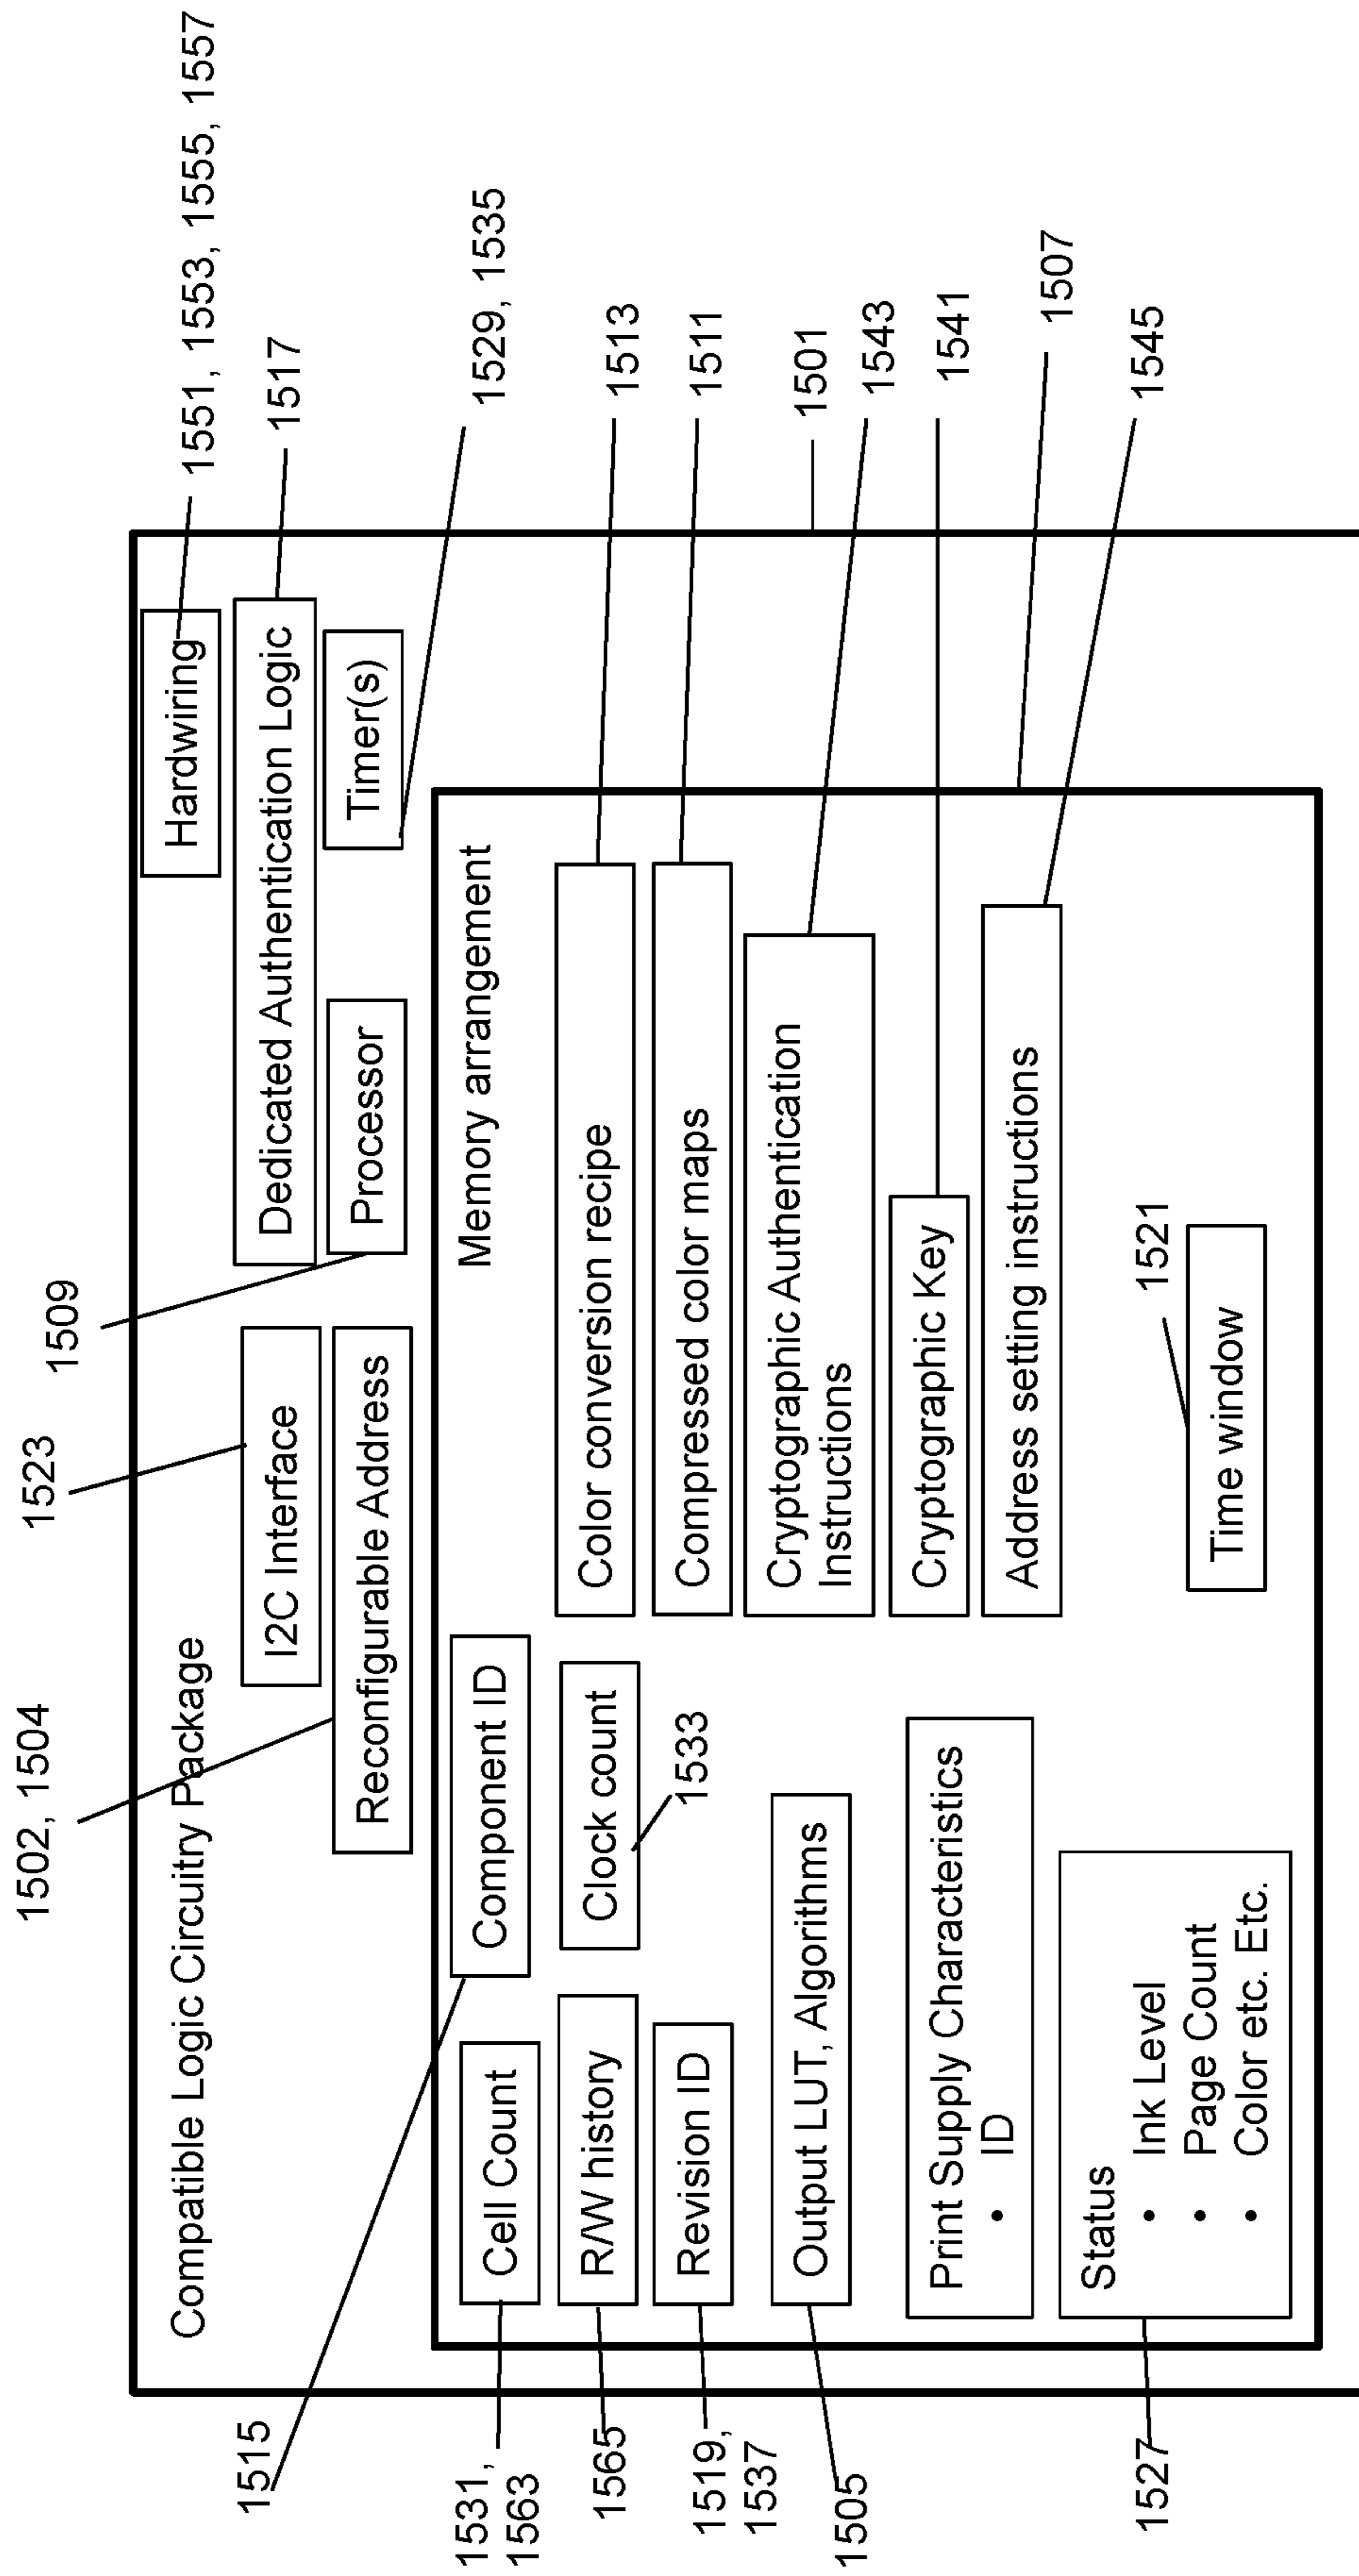 1502, 1504
1523
1509
Compatible Logic Circuitry Package
Hardwiring
1551, 1553, 1555, 1557
I2C Interface
Dedicated Authentication Logic
1517
Reconfigurable Address
Processor
Timer(s)
1529, 1535
1515
Memory arrangement
1531,
1563
Cell Count
Component ID
1565
R/W history
Clock count
1533
Color conversion recipe
1513
1519,
1537
Revision ID
Compressed color maps
1511
1505
Output LUT, Algorithms
Cryptographic Authentication
Instructions
1501
1543
Print Supply Characteristics
• ID
Cryptographic Key
1541
Address setting instructions
1507
1545
1527
Status
• Ink Level
• Page Count
• Color etc. Etc.
1521
Time window